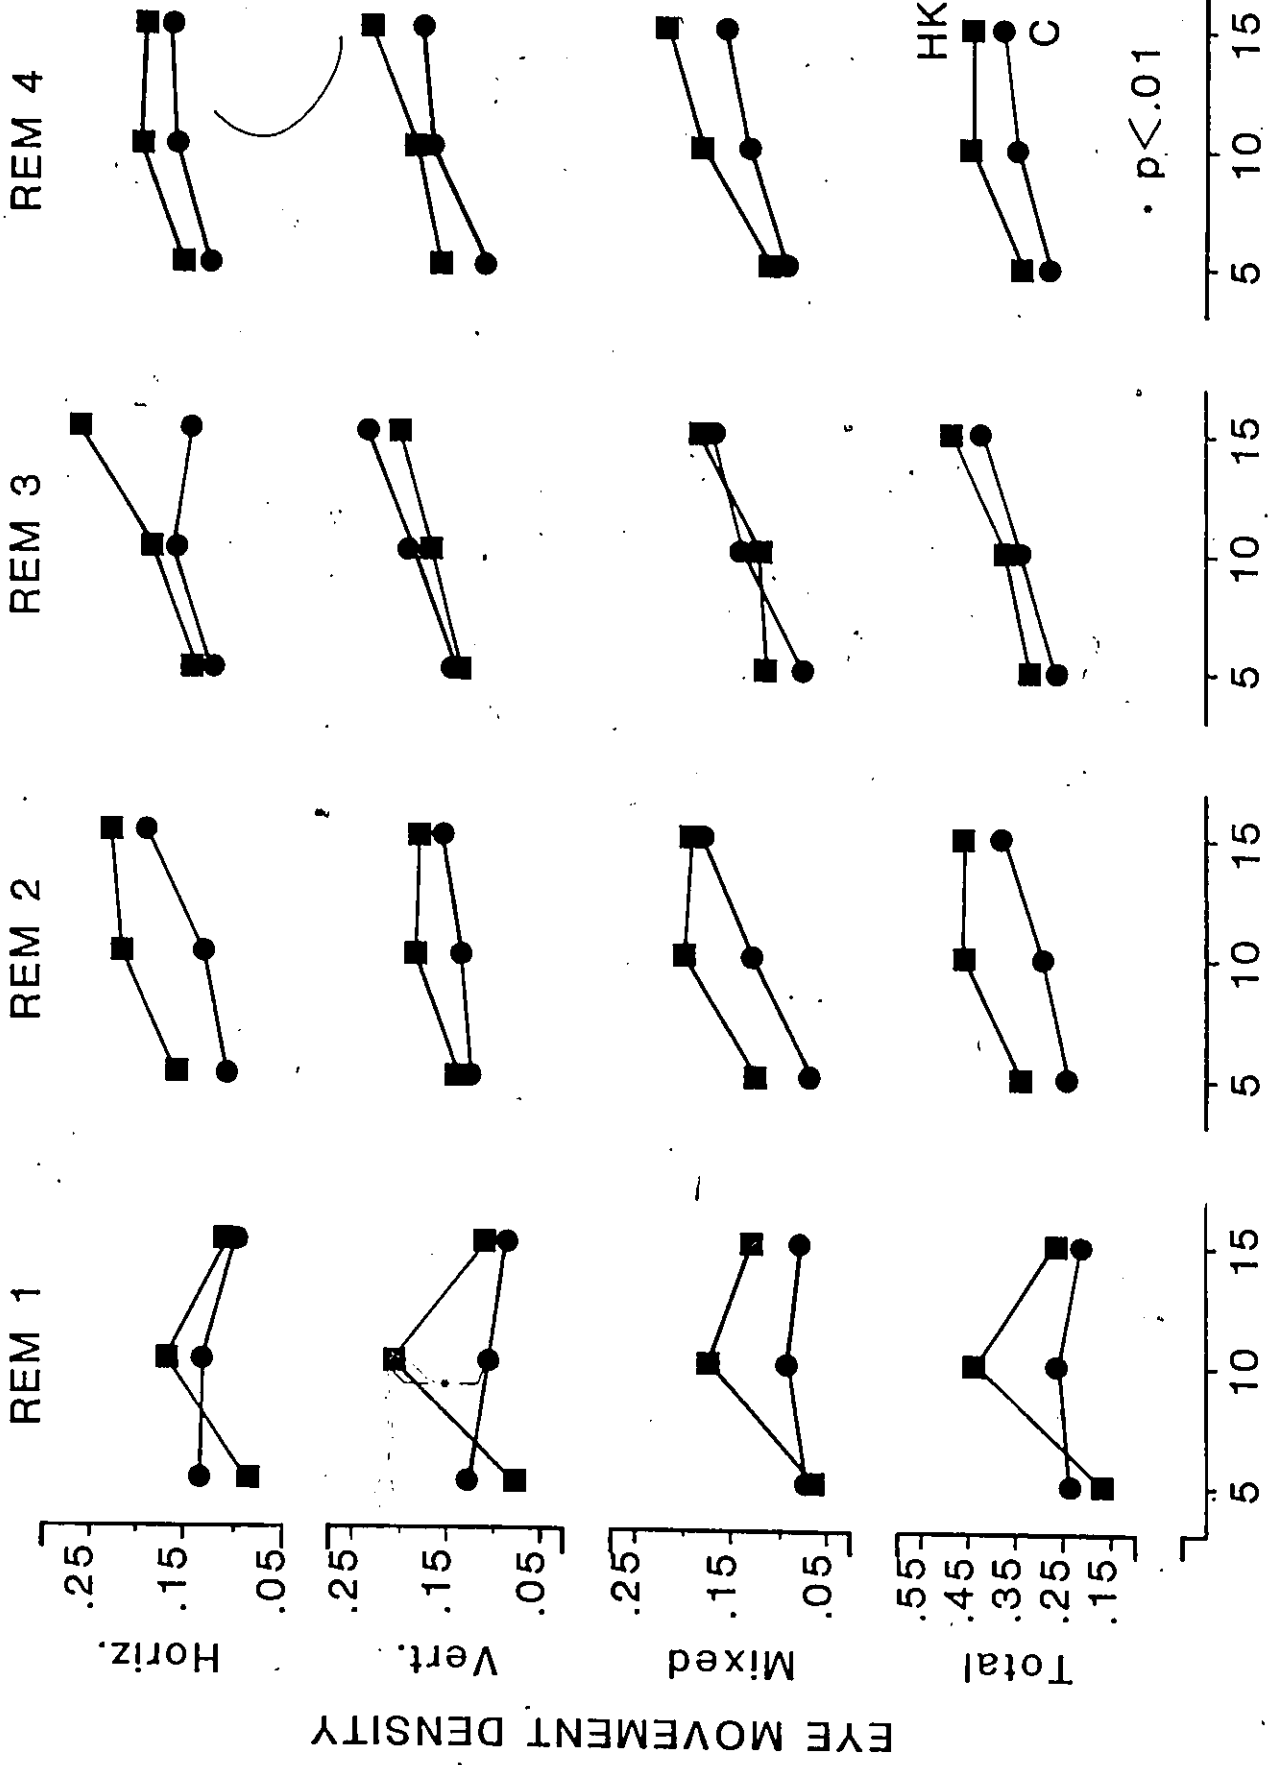 REM 1 REM 2 REM 3 REM 4
Horiz. .25 .15 .05
Vert. .25 .15 .05
Mixed .15 .05
Total .55 .45 .35 .25 .15
EYE MOVEMENT DENSITY
HK
C
5 10 15 5 10 15 5 10 15 5 10 15
• p<.01